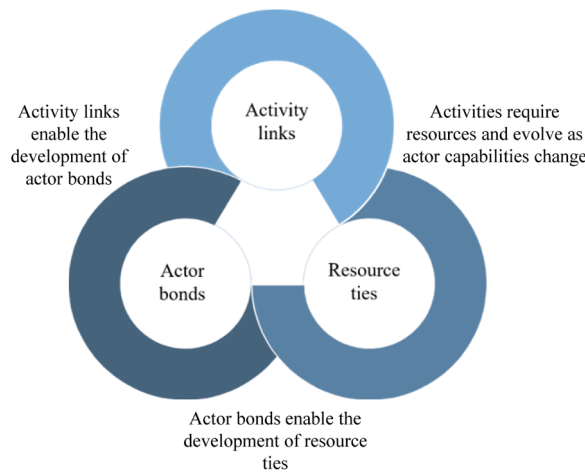 Activity
links
Activity links
enable the
development of
actor bonds
Activities require
resources and evolve as
actor capabilities change
Actor
bonds
Resource
ties
Actor bonds enable the
development of resource
ties